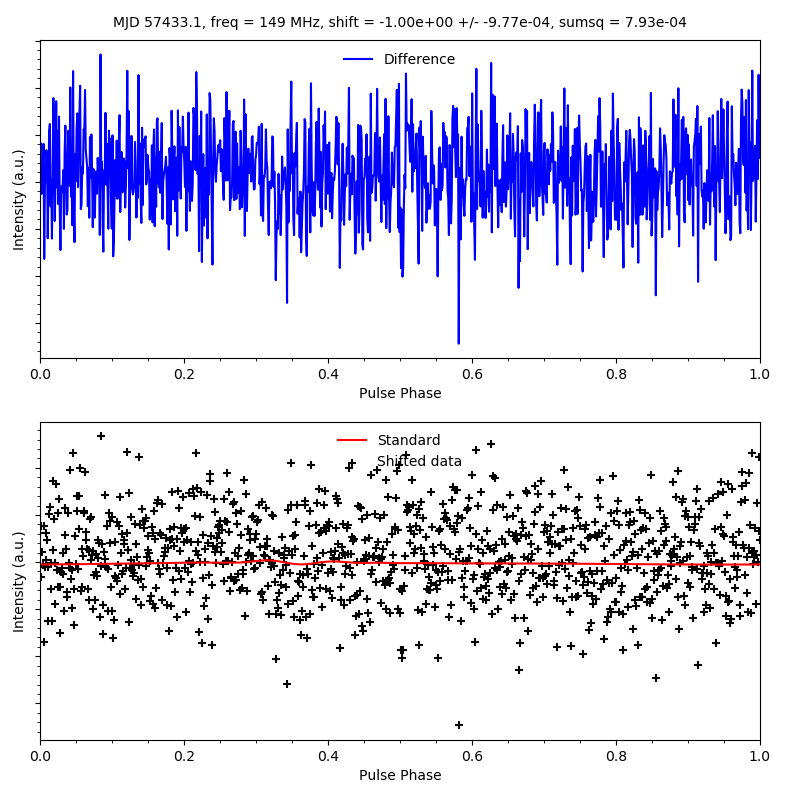 MJD 57433.1, freq = 149 MHz, shift = -1.00e+00 +/- -9.77e-04, sumsq = 7.93e-04
Difference
Intensity (a.u.)
0.0 0.2 0.4 0.6 0.8 1.0
Pulse Phase
Standard
Shifted data
Intensity (a.u.)
0.0 0.2 0.4 0.6 0.8 1.0
Pulse Phase